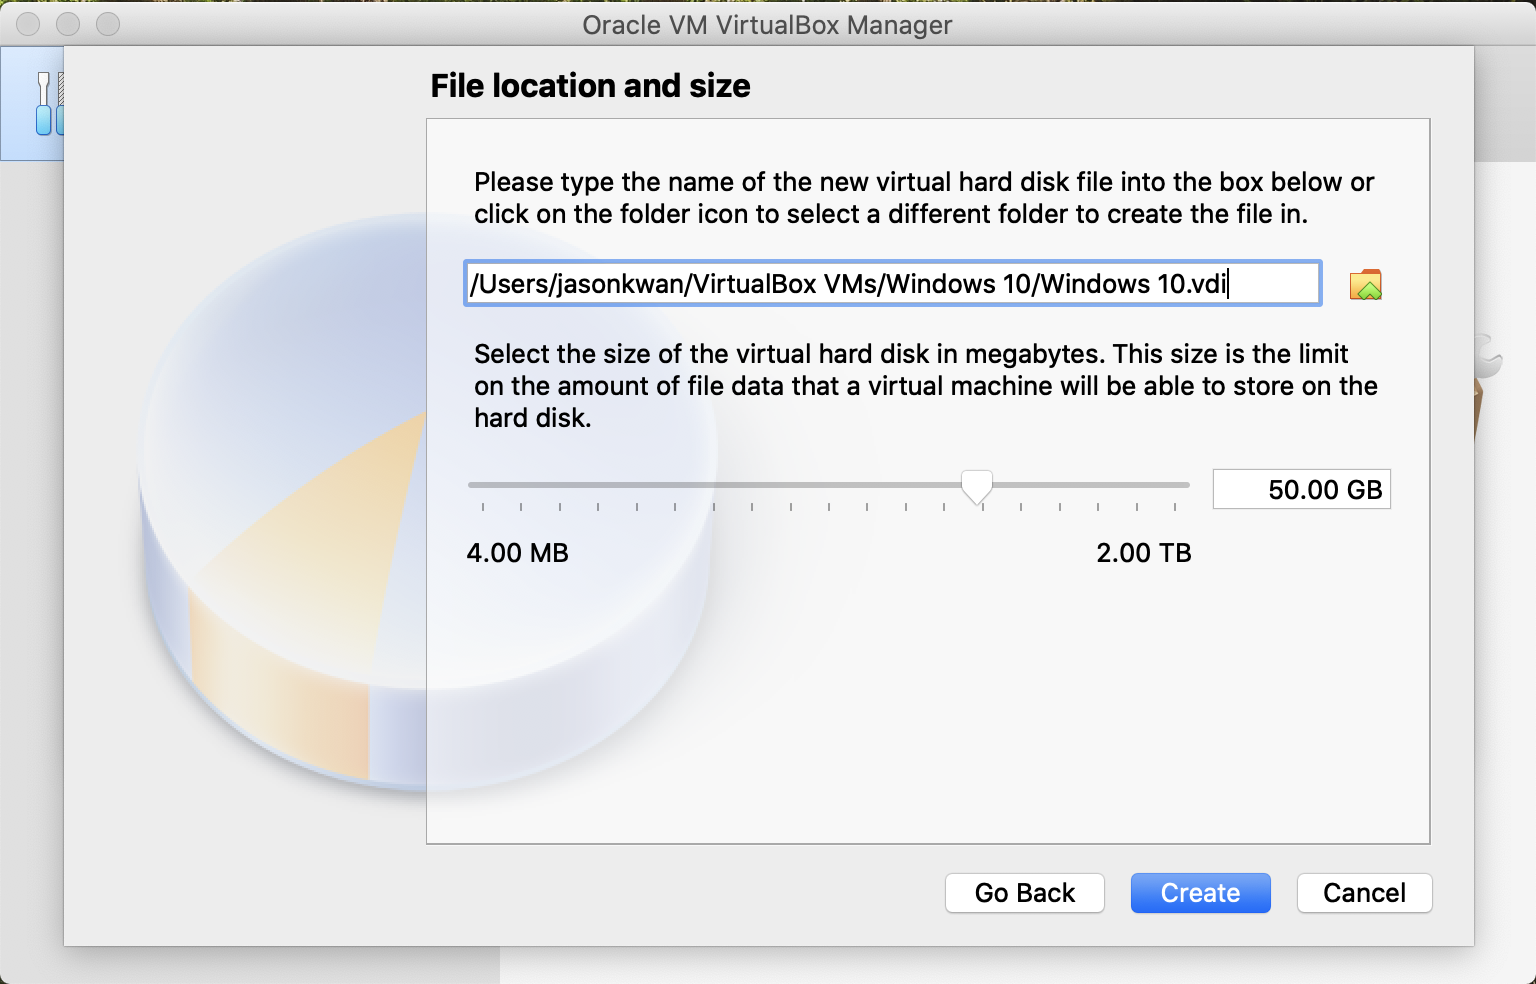 Oracle VM VirtualBox Manager
File location and size
Please type the name of the new virtual hard disk file into the box below or
click on the folder icon to select a different folder to create the file in.
/Users/jasonkwan/VirtualBox VMs/Windows 10/Windows 10.vdi
Select the size of the virtual hard disk in megabytes. This size is the limit
on the amount of file data that a virtual machine will be able to store on the
hard disk.
50.00 GB
4.00 MB 2.00 TB
Go Back Create Cancel